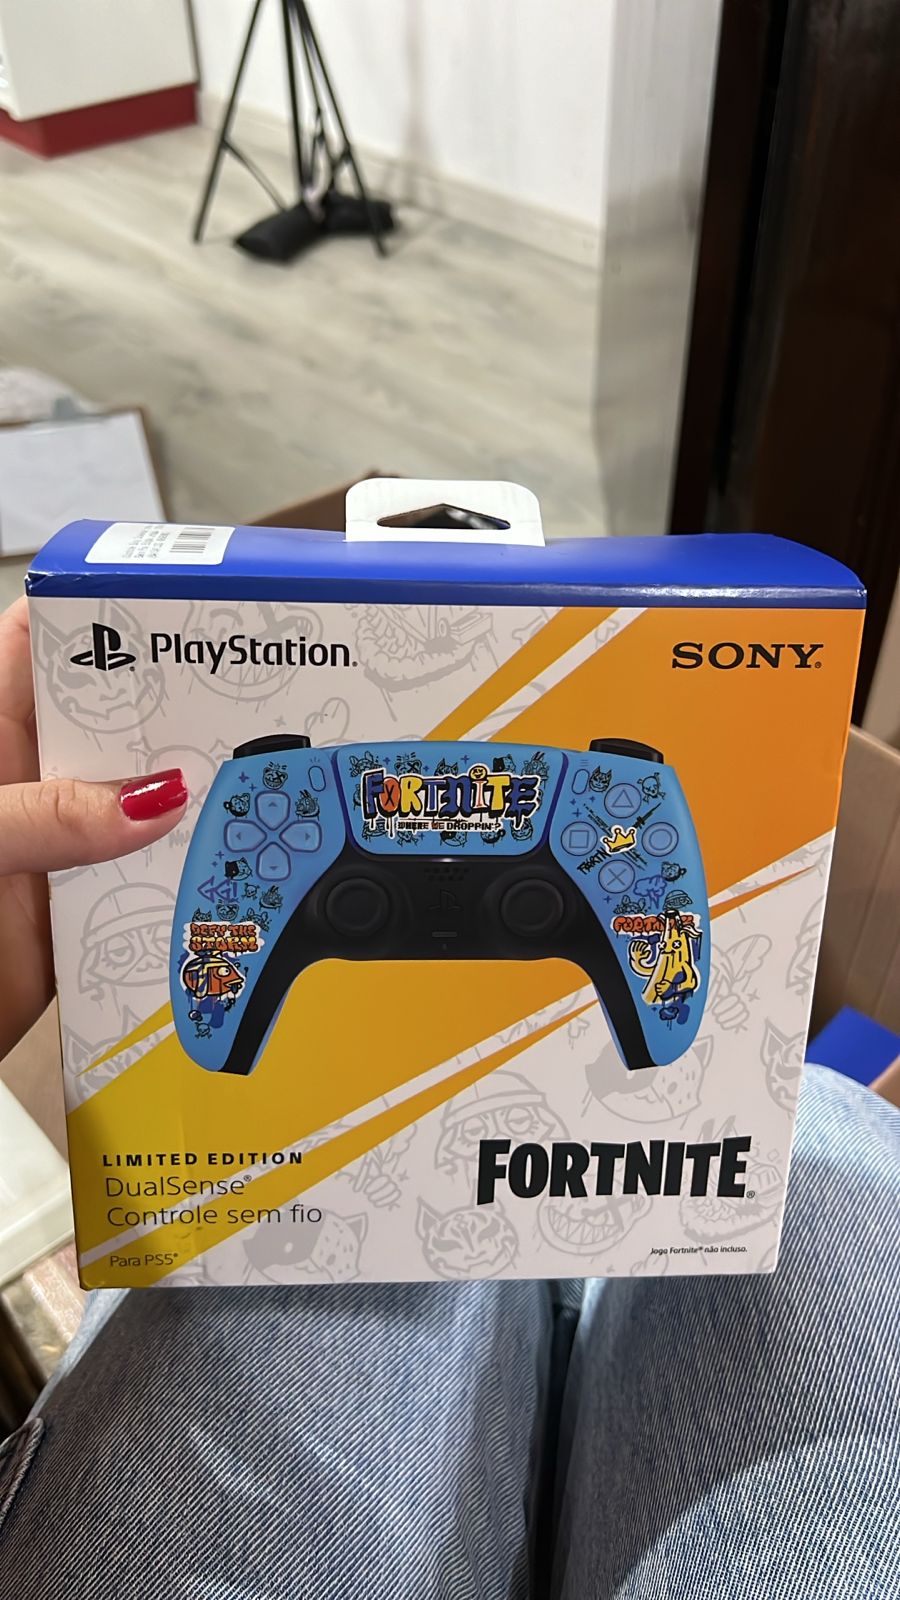 PlayStation®
SONY®
FORTNITE
WHERE WE DROPPIN'?
DEFY THE
STORM
LIMITED EDITION
DualSense®
Controle sem fio
Para PS5®
FORTNITE®
Jogo Fortnite® não incluso.